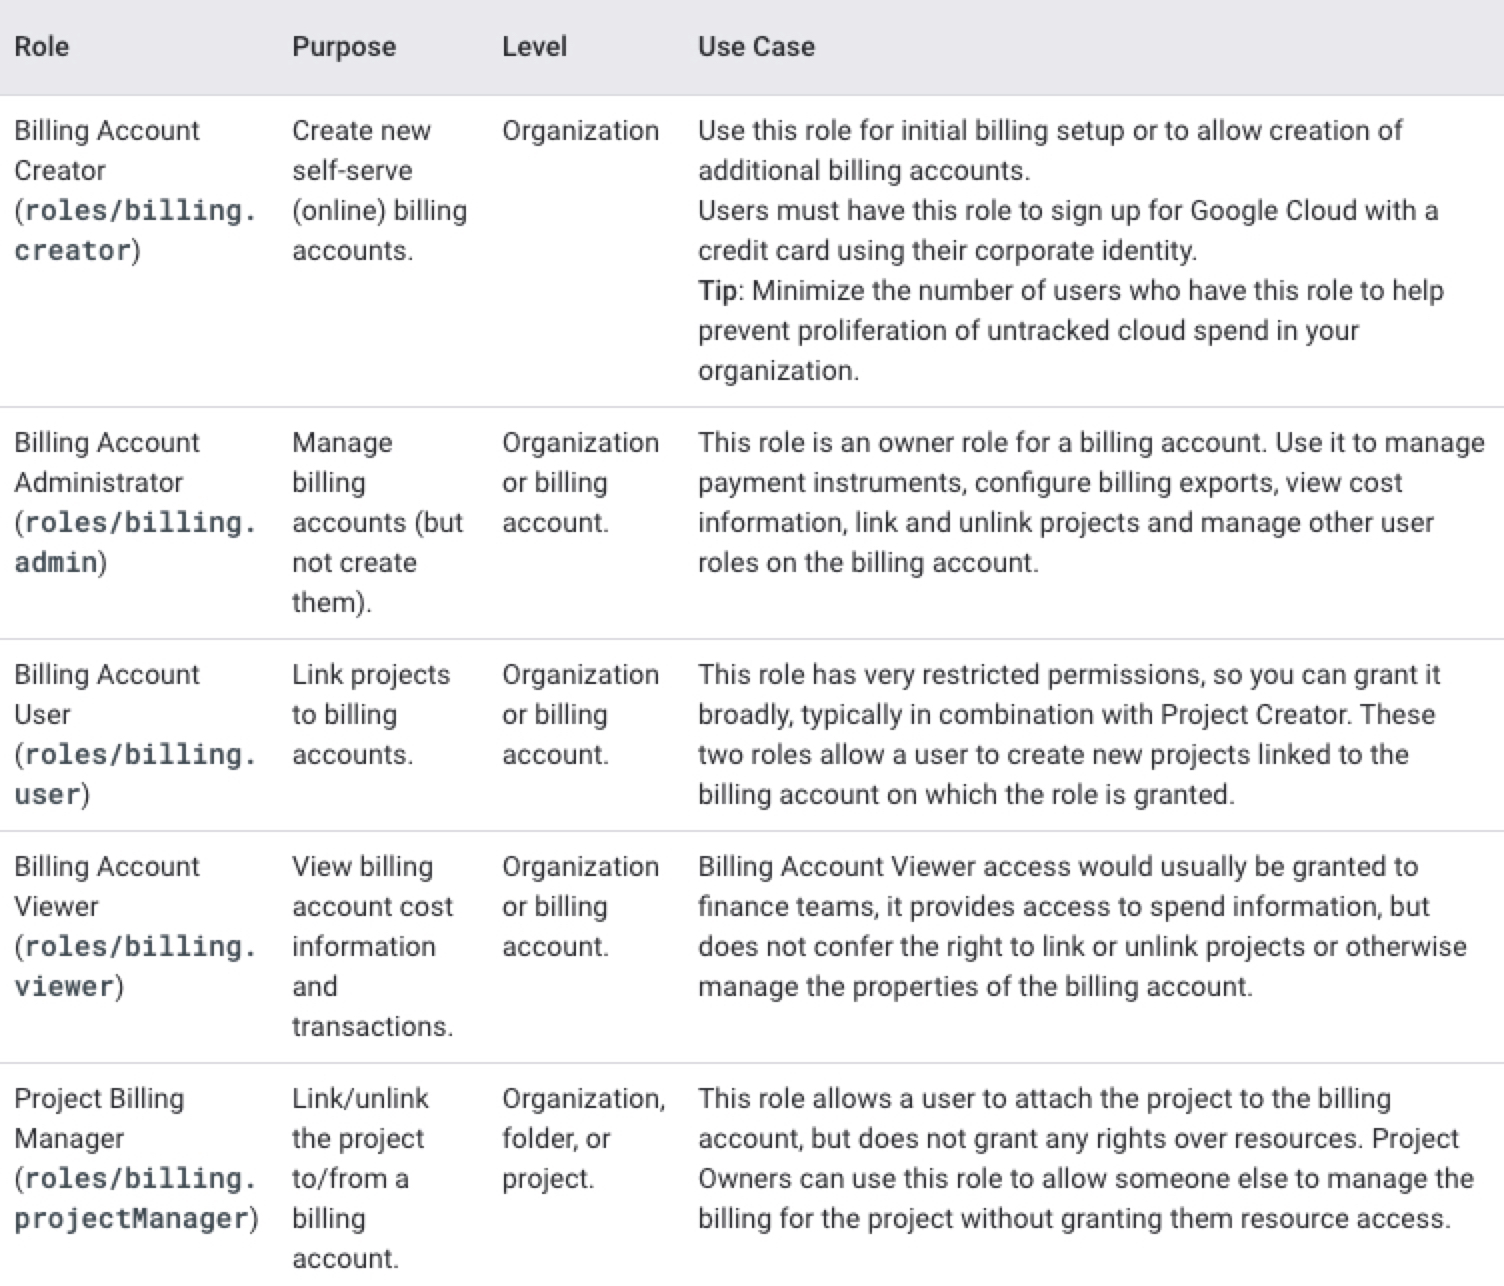 Role
Purpose
Level
Use Case
Billing Account
Creator
(roles/billing.
creator)
Create new
self-serve
(online) billing
accounts.
Organization
Use this role for initial billing setup or to allow creation of
additional billing accounts.
Users must have this role to sign up for Google Cloud with a
credit card using their corporate identity.
Tip: Minimize the number of users who have this role to help
prevent proliferation of untracked cloud spend in your
organization.
Billing Account
Administrator
(roles/billing.
admin)
Manage
billing
accounts (but
not create
them).
Organization
or billing
account.
This role is an owner role for a billing account. Use it to manage
payment instruments, configure billing exports, view cost
information, link and unlink projects and manage other user
roles on the billing account.
Billing Account
User
(roles/billing.
user)
Link projects
to billing
accounts.
Organization
or billing
account.
This role has very restricted permissions, so you can grant it
broadly, typically in combination with Project Creator. These
two roles allow a user to create new projects linked to the
billing account on which the role is granted.
Billing Account
Viewer
(roles/billing.
viewer)
View billing
account cost
information
and
transactions.
Organization
or billing
account.
Billing Account Viewer access would usually be granted to
finance teams, it provides access to spend information, but
does not confer the right to link or unlink projects or otherwise
manage the properties of the billing account.
Project Billing
Manager
(roles/billing.
projectManager)
Link/unlink
the project
to/from a
billing
account.
Organization,
folder, or
project.
This role allows a user to attach the project to the billing
account, but does not grant any rights over resources. Project
Owners can use this role to allow someone else to manage the
billing for the project without granting them resource access.